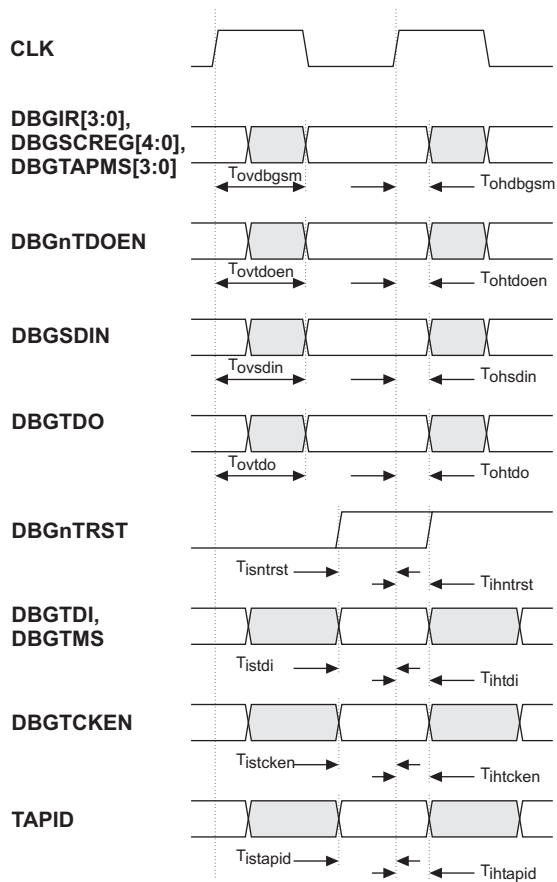 CLK
DBGIR[3:0],
DBGSCREG[4:0],
DBGTAPMS[3:0]
Tovdbgsm
Tohdbgsm
DBGnTDOEN
Tovtdoen
Tohtdoen
DBGSDIN
Tovsdin
Tohsdin
DBGTDO
Tovtdo
Tohtdo
DBGnTRST
Tisntrst
Tihntrst
DBGTDI,
DBGTMS
Tistdi
Tihtdi
DBGTCKEN
Tistcken
Tihtcken
TAPID
Tistapid
Tihtapid